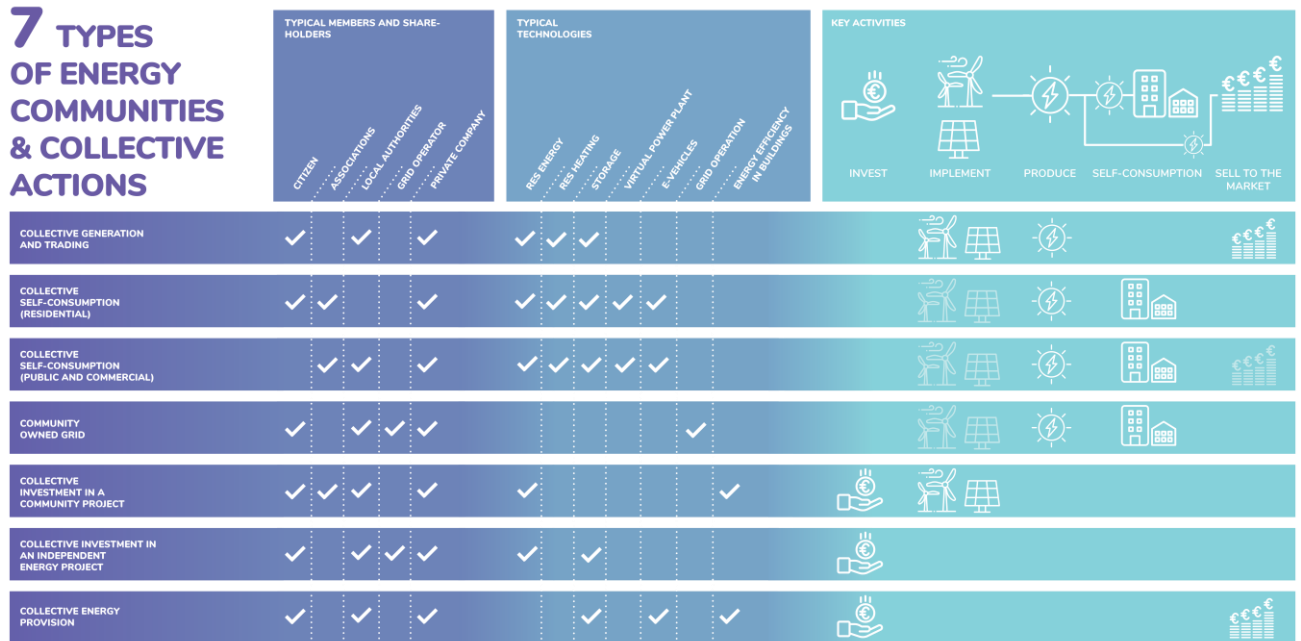 7 TYPES
OF ENERGY
COMMUNITIES
& COLLECTIVE
ACTIONS
TYPICAL MEMBERS AND SHARE-
HOLDERS
CITIZEN
ASSOCIATIONS
LOCAL AUTHORITIES
GRID OPERATOR
PRIVATE COMPANY
TYPICAL
TECHNOLOGIES
RES ENERGY
RES HEATING
STORAGE
VIRTUAL POWER PLANT
E-VEHICLES
GRID OPERATION
ENERGY EFFICIENCY
IN BUILDINGS
KEY ACTIVITIES
INVEST
IMPLEMENT
PRODUCE
SELF-CONSUMPTION
SELL TO THE
MARKET
COLLECTIVE GENERATION
AND TRADING
COLLECTIVE
SELF-CONSUMPTION
(RESIDENTIAL)
COLLECTIVE
SELF-CONSUMPTION
(PUBLIC AND COMMERCIAL)
COMMUNITY
OWNED GRID
COLLECTIVE
INVESTMENT IN A
COMMUNITY PROJECT
COLLECTIVE INVESTMENT IN
AN INDEPENDENT
ENERGY PROJECT
COLLECTIVE ENERGY
PROVISION